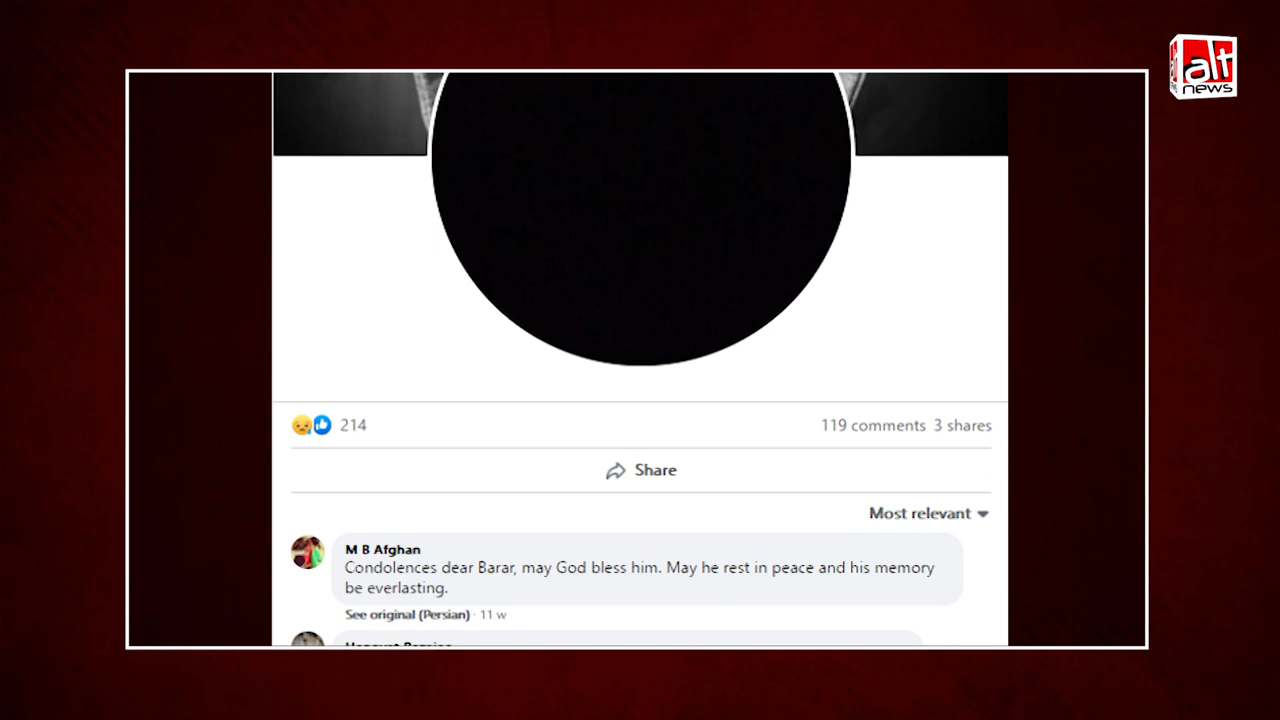 alt
news
214
119 comments 3 shares
Share
Most relevant
M B Afghan
Condolences dear Barar, may God bless him. May he rest in peace and his memory
be everlasting.
See original (Persian) · 11 w